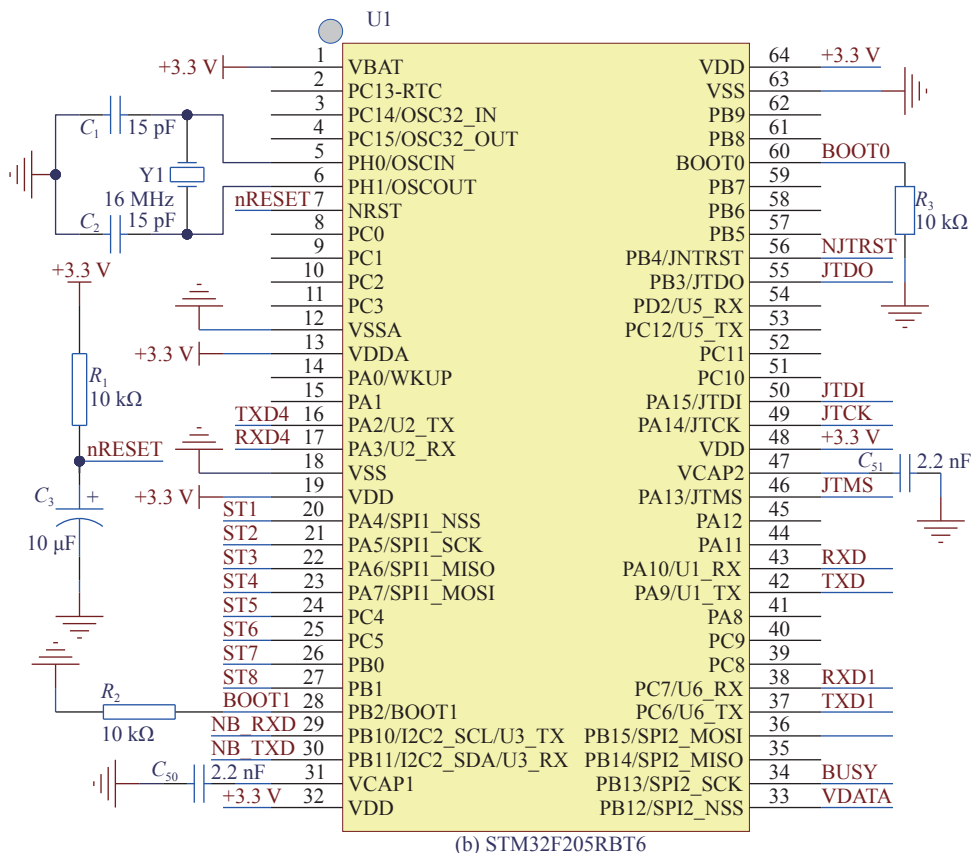 U1
+3.3 V 1 VBAT VDD 64 +3.3 V
2 PC13-RTC VSS 63
3 PC14/OSC32_IN PB9 62
C1 15 pF 4 PC15/OSC32_OUT PB8 61
5 PH0/OSCIN BOOT0 60 BOOT0
Y1 6 PH1/OSCOUT PB7 59
16 MHz nRESET 7 NRST PB6 58 R3
C2 15 pF 8 PC0 PB5 57 10 kΩ
9 PC1 PB4/JNTRST 56 NJTRST
+3.3 V 10 PC2 PB3/JTDO 55 JTDO
11 PC3 PD2/U5_RX 54
12 VSSA PC12/U5_TX 53
+3.3 V 13 VDDA PC11 52
R1 14 PA0/WKUP PC10 51
10 kΩ 15 PA1 PA15/JTDI 50 JTDI
TXD4 16 PA2/U2_TX PA14/JTCK 49 JTCK
RXD4 17 PA3/U2_RX VDD 48 +3.3 V
nRESET 18 VSS VCAP2 47 C51 2.2 nF
C3 + +3.3 V 19 VDD PA13/JTMS 46 JTMS
ST1 20 PA4/SPI1_NSS PA12 45
10 μF ST2 21 PA5/SPI1_SCK PA11 44
ST3 22 PA6/SPI1_MISO PA10/U1_RX 43 RXD
ST4 23 PA7/SPI1_MOSI PA9/U1_TX 42 TXD
ST5 24 PC4 PA8 41
ST6 25 PC5 PC9 40
ST7 26 PB0 PC8 39
ST8 27 PB1 PC7/U6_RX 38 RXD1
R2 10 kΩ BOOT1 28 PB2/BOOT1 PC6/U6_TX 37 TXD1
NB_RXD 29 PB10/I2C2_SCL/U3_TX PB15/SPI2_MOSI 36
NB_TXD 30 PB11/I2C2_SDA/U3_RX PB14/SPI2_MISO 35
C50 2.2 nF 31 VCAP1 PB13/SPI2_SCK 34 BUSY
+3.3 V 32 VDD PB12/SPI2_NSS 33 VDATA
(b) STM32F205RBT6